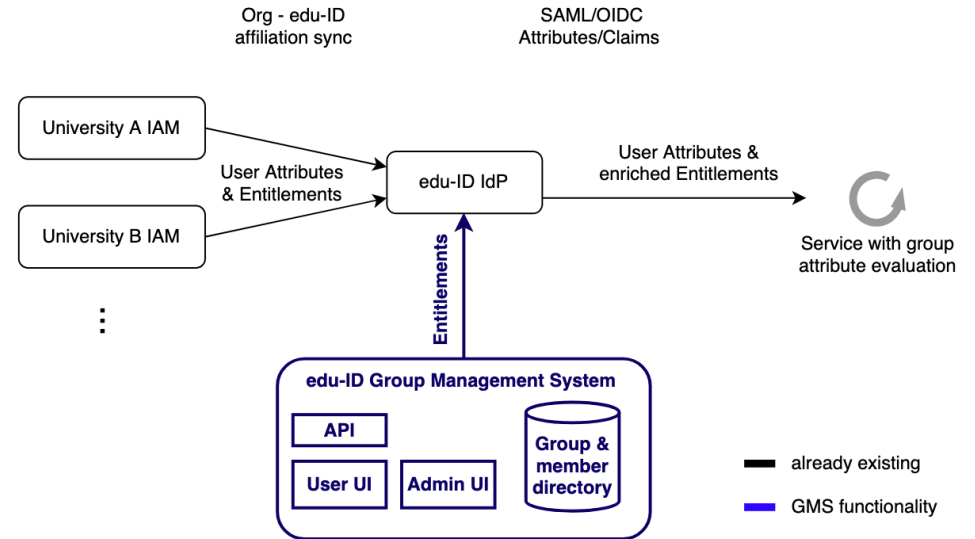 Org - edu-ID
affiliation sync
SAML/OIDC
Attributes/Claims
University A IAM
User Attributes
& Entitlements
University B IAM
⋮
edu-ID IdP
User Attributes &
enriched Entitlements
Service with group
attribute evaluation
Entitlements
edu-ID Group Management System
API
User UI
Admin UI
Group &
member
directory
already existing
GMS functionality